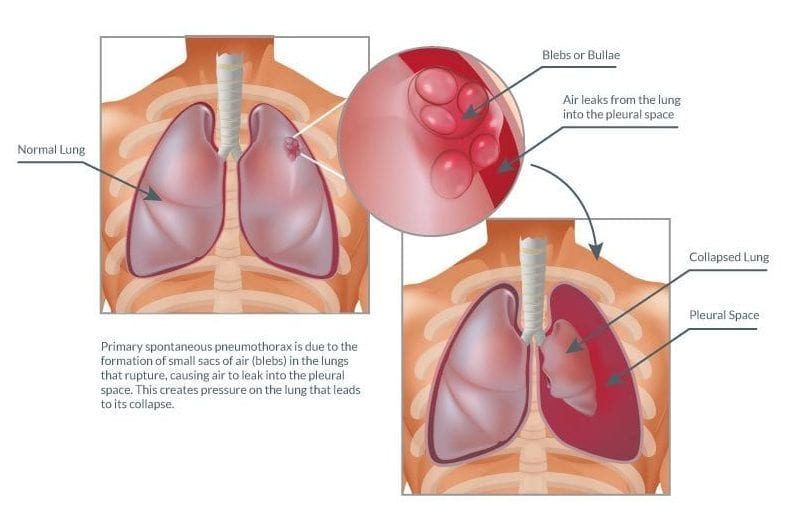 Blebs or Bullae
Air leaks from the lung
into the pleural space
Normal Lung
Collapsed Lung
Pleural Space
Primary spontaneous pneumothorax is due to the
formation of small sacs of air (blebs) in the lungs
that rupture, causing air to leak into the pleural
space. This creates pressure on the lung that leads
to its collapse.